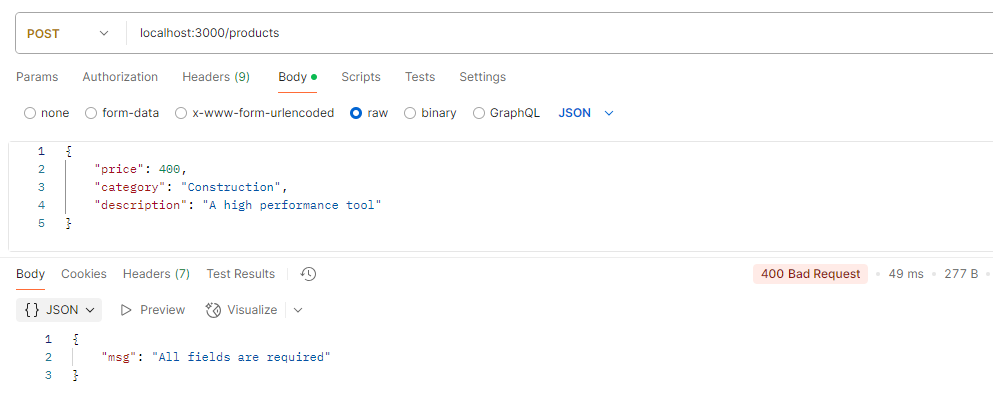 POST localhost:3000/products
Params Authorization Headers (9) Body Scripts Tests Settings
none form-data x-www-form-urlencoded raw binary GraphQL JSON
1 {
2 "price": 400,
3 "category": "Construction",
4 "description": "A high performance tool"
5 }
Body Cookies Headers (7) Test Results 400 Bad Request • 49 ms • 277 B •
{} JSON Preview Visualize
1 {
2 "msg": "All fields are required"
3 }